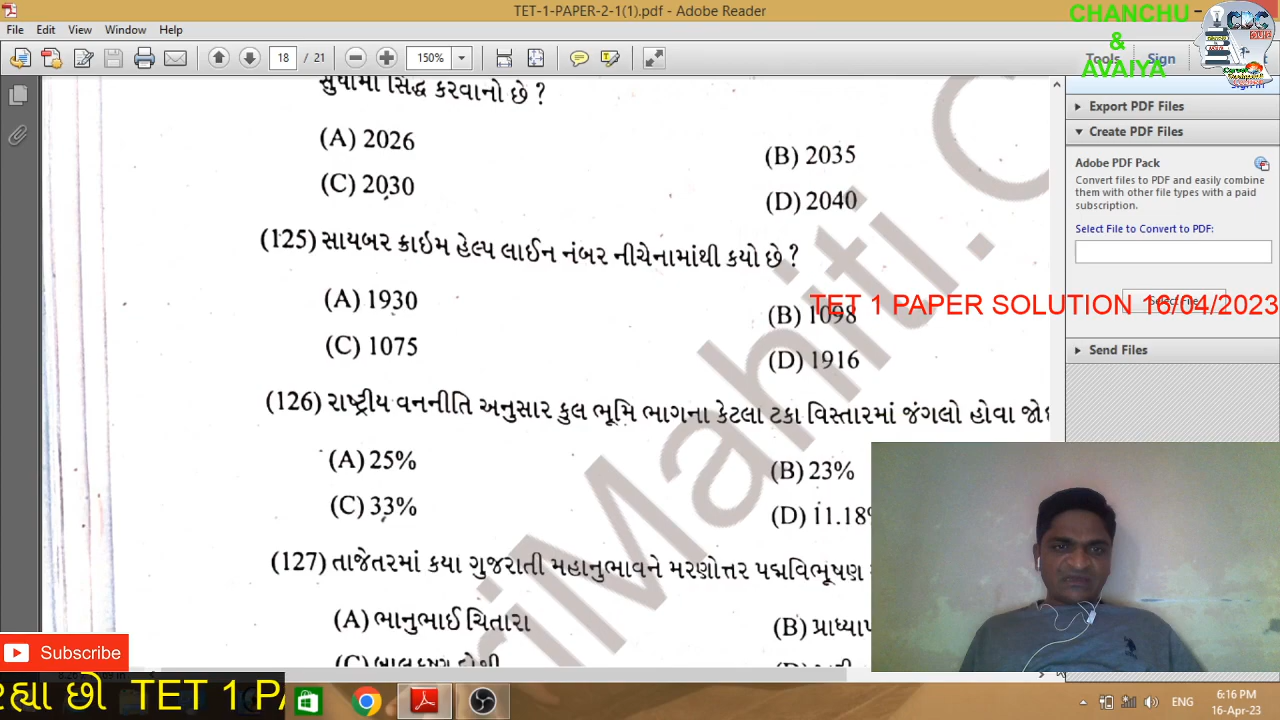 TET-1-PAPER-2-1(1).pdf - Adobe Reader
CHANCHU
&
AVAIYA
File Edit View Window Help
18 / 21 150% Tools Sign
સુધીમાં સિદ્ધ કરવાનો છે ?
(A) 2026
(B) 2035
(C) 2030
(D) 2040
(125) સાયબર ક્રાઇમ હેલ્પ લાઈન નંબર નીચેનામાંથી કયો છે ?
(A) 1930
(B) 1098
(C) 1075
(D) 1916
(126) રાષ્ટ્રીય વનનીતિ અનુસાર કુલ ભૂમિ ભાગના કેટલા ટકા વિસ્તારમાં જંગલો હોવા
(A) 25%
(B) 23%
(C) 33%
(D) 11.18%
(127) તાજેતરમાં કયા ગુજરાતી મહાનુભાવને મરણોત્તર પદ્મવિભૂષણ
(A) ભાનુભાઈ ચિતારા
(B)
(C)
TET 1 PAPER SOLUTION 16/04/2023
Export PDF Files
Create PDF Files
Adobe PDF Pack
Convert files to PDF and easily combine
them with other file types with a paid
subscription.
Select File to Convert to PDF:
Send Files
Subscribe
રહ્યા છો TET 1
ENG
6:16 PM
16-Apr-23